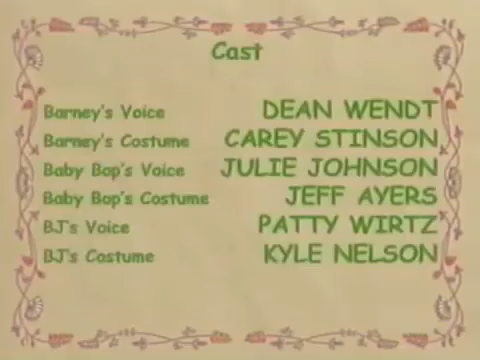 Cast
Barney's Voice DEAN WENDT
Barney's Costume CAREY STINSON
Baby Bop's Voice JULIE JOHNSON
Baby Bop's Costume JEFF AYERS
BJ's Voice PATTY WIRTZ
BJ's Costume KYLE NELSON